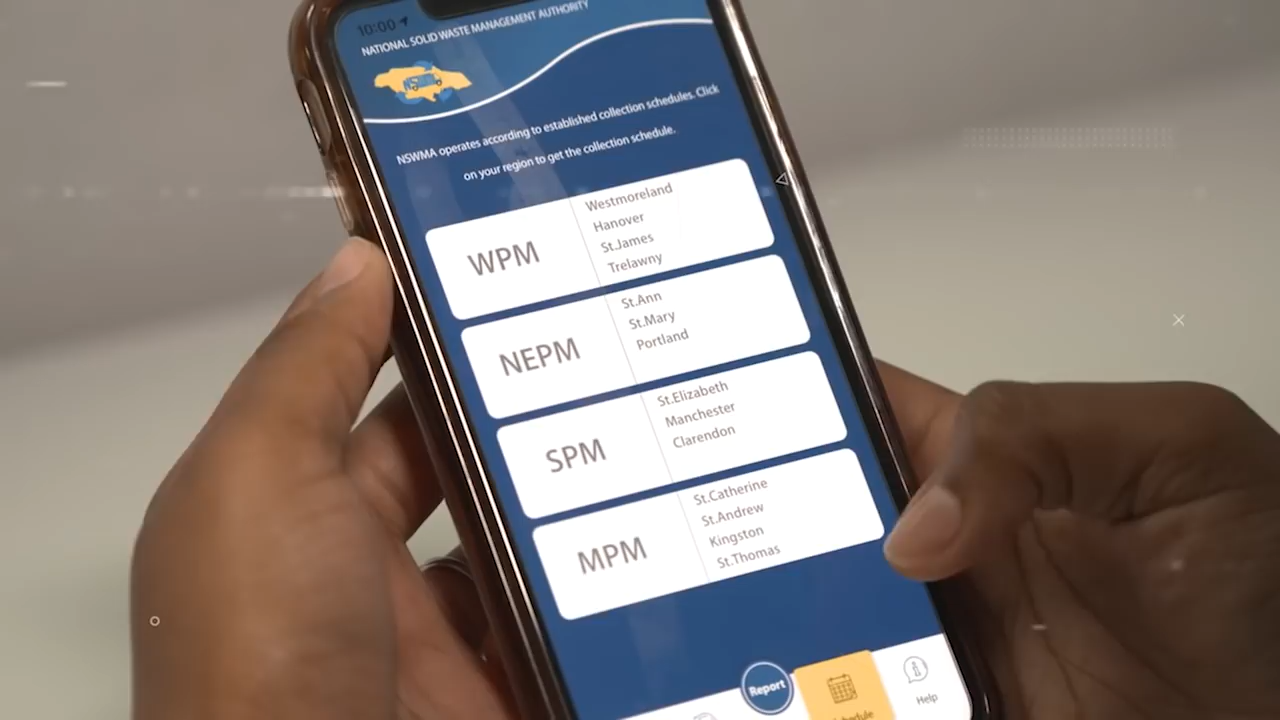 10:00
NATIONAL SOLID WASTE MANAGEMENT AUTHORITY
NSWMA operates according to established collection schedules. Click
on your region to get the collection schedule.
WPM
Westmoreland
Hanover
St.James
Trelawny
NEPM
St.Ann
St.Mary
Portland
SPM
St.Elizabeth
Manchester
Clarendon
MPM
St.Catherine
St.Andrew
Kingston
St.Thomas
Report
Schedule
Help